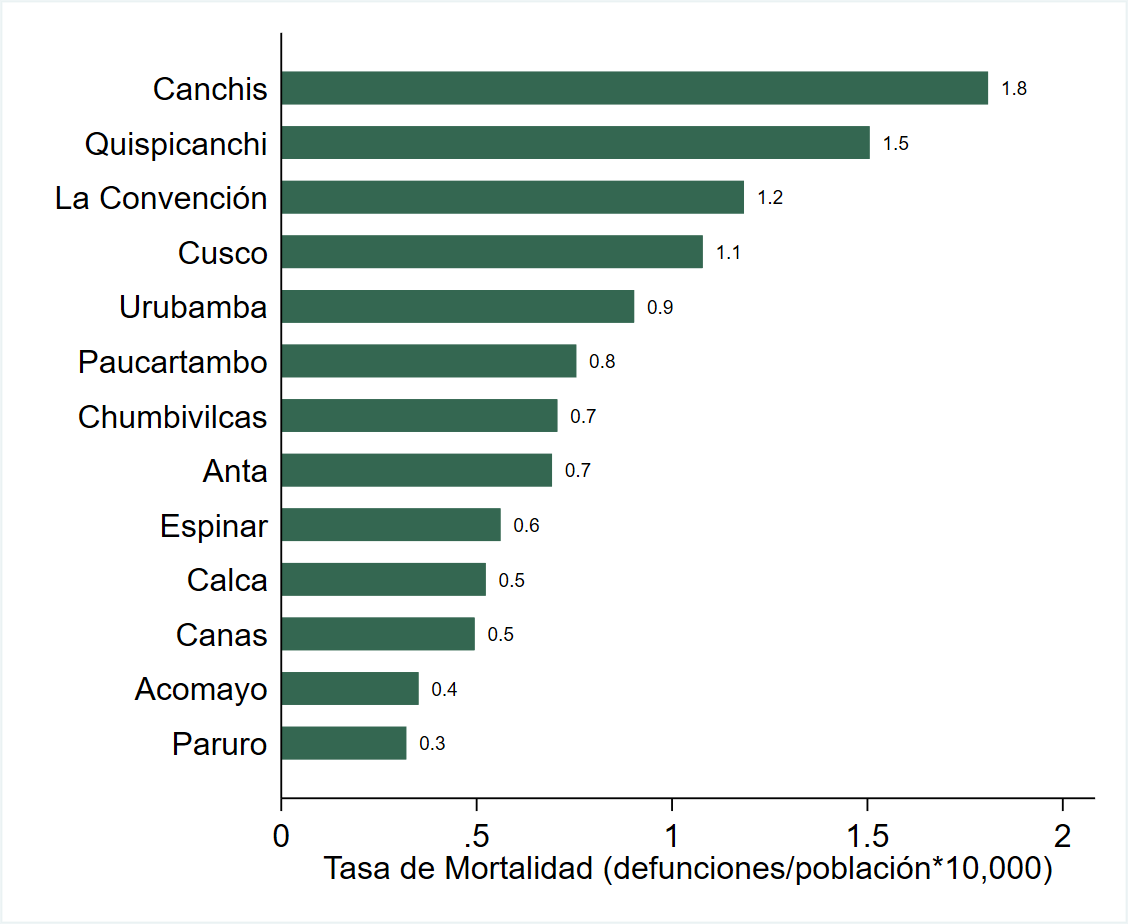 Canchis 1.8
Quispicanchi 1.5
La Convención 1.2
Cusco 1.1
Urubamba 0.9
Paucartambo 0.8
Chumbivilcas 0.7
Anta 0.7
Espinar 0.6
Calca 0.5
Canas 0.5
Acomayo 0.4
Paruro 0.3
0 .5 1 1.5 2
Tasa de Mortalidad (defunciones/población*10,000)